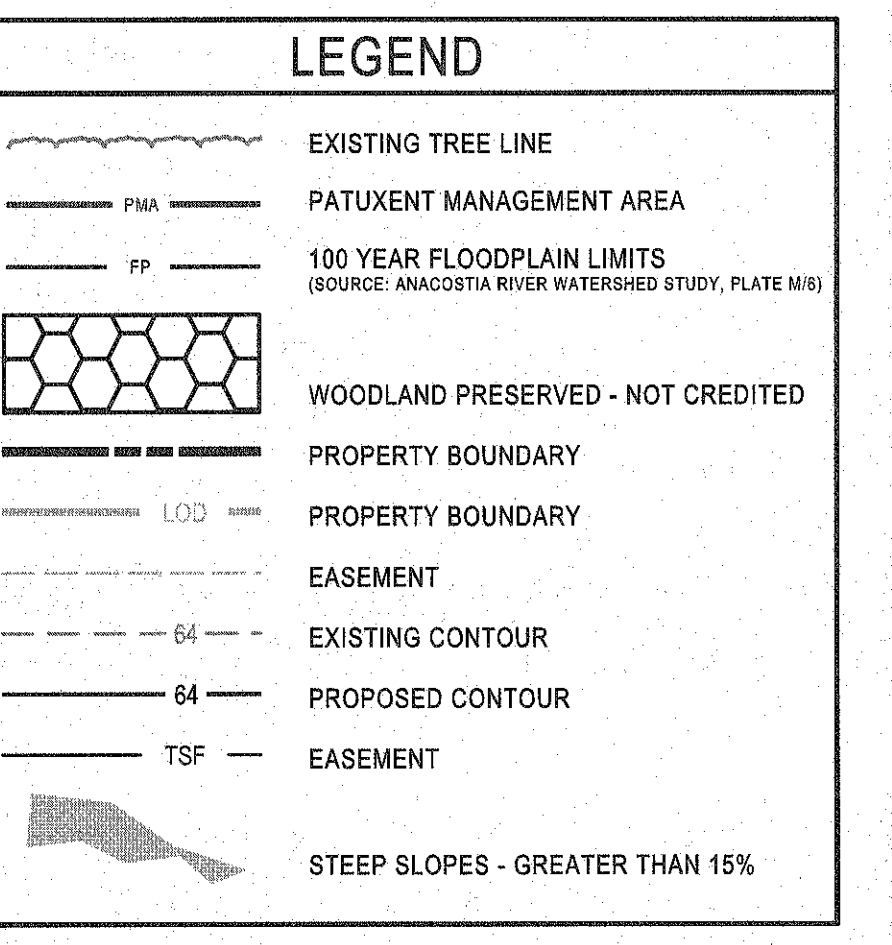 LEGEND
EXISTING TREE LINE
PMA PATUXENT MANAGEMENT AREA
FP 100 YEAR FLOODPLAIN LIMITS
(SOURCE: ANACOSTIA RIVER WATERSHED STUDY, PLATE M/6)
WOODLAND PRESERVED - NOT CREDITED
PROPERTY BOUNDARY
LOD PROPERTY BOUNDARY
EASEMENT
64 EXISTING CONTOUR
64 PROPOSED CONTOUR
TSF EASEMENT
STEEP SLOPES - GREATER THAN 15%